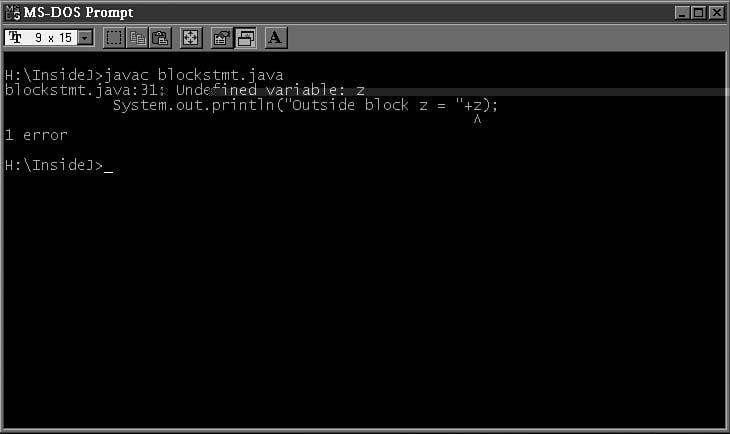 MS-DOS Prompt
9 x 15 A
H:\InsideJ>javac blockstmt.java
blockstmt.java:31: Undefined variable: z
System.out.println("Outside block z = "+z);
^
1 error
H:\InsideJ>_